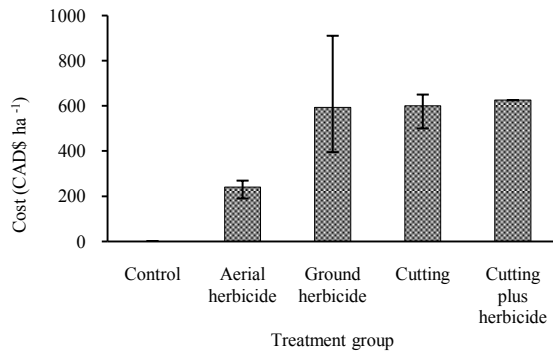 1000
800
600
400
200
0
Cost (CAD$ ha -1)
Control
Aerial herbicide
Ground herbicide
Cutting
Cutting plus herbicide
Treatment group